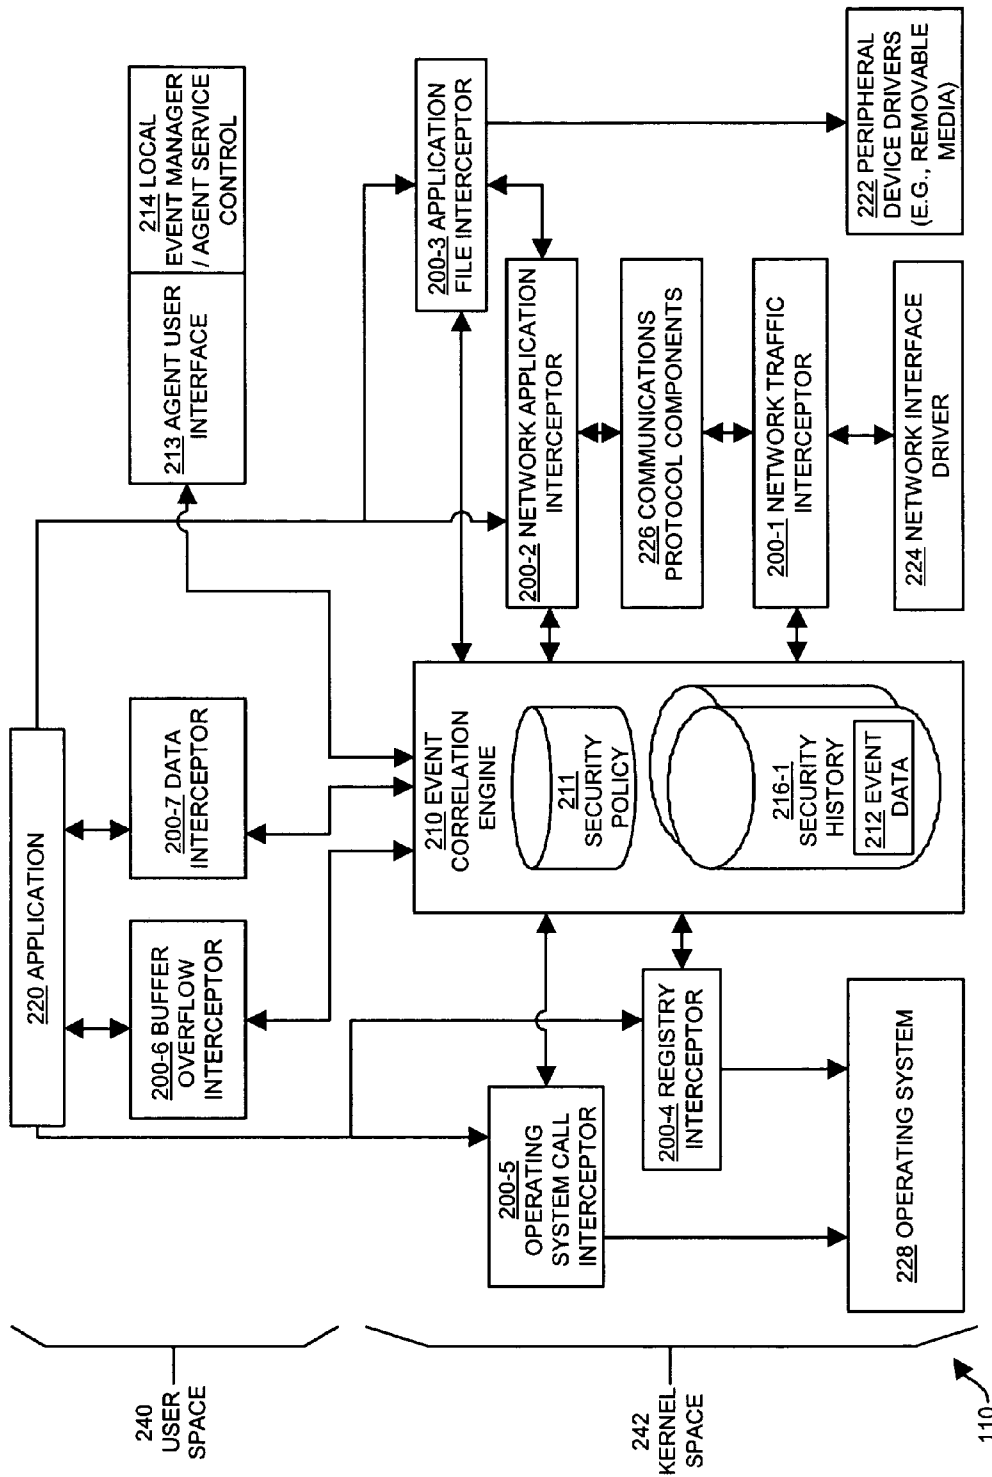 240
USER
SPACE
220 APPLICATION
200-6 BUFFER
OVERFLOW
INTERCEPTOR
200-7 DATA
INTERCEPTOR
213 AGENT USER
INTERFACE
214 LOCAL
EVENT MANAGER
/ AGENT SERVICE
CONTROL
242
KERNEL
SPACE
200-5
OPERATING
SYSTEM CALL
INTERCEPTOR
200-4 REGISTRY
INTERCEPTOR
228 OPERATING SYSTEM
210 EVENT
CORRELATION
ENGINE
211
SECURITY
POLICY
216-1
SECURITY
HISTORY
212 EVENT
DATA
200-3 APPLICATION
FILE INTERCEPTOR
200-2 NETWORK APPLICATION
INTERCEPTOR
226 COMMUNICATIONS
PROTOCOL COMPONENTS
200-1 NETWORK TRAFFIC
INTERCEPTOR
224 NETWORK INTERFACE
DRIVER
222 PERIPHERAL
DEVICE DRIVERS
(E.G., REMOVABLE
MEDIA)
110